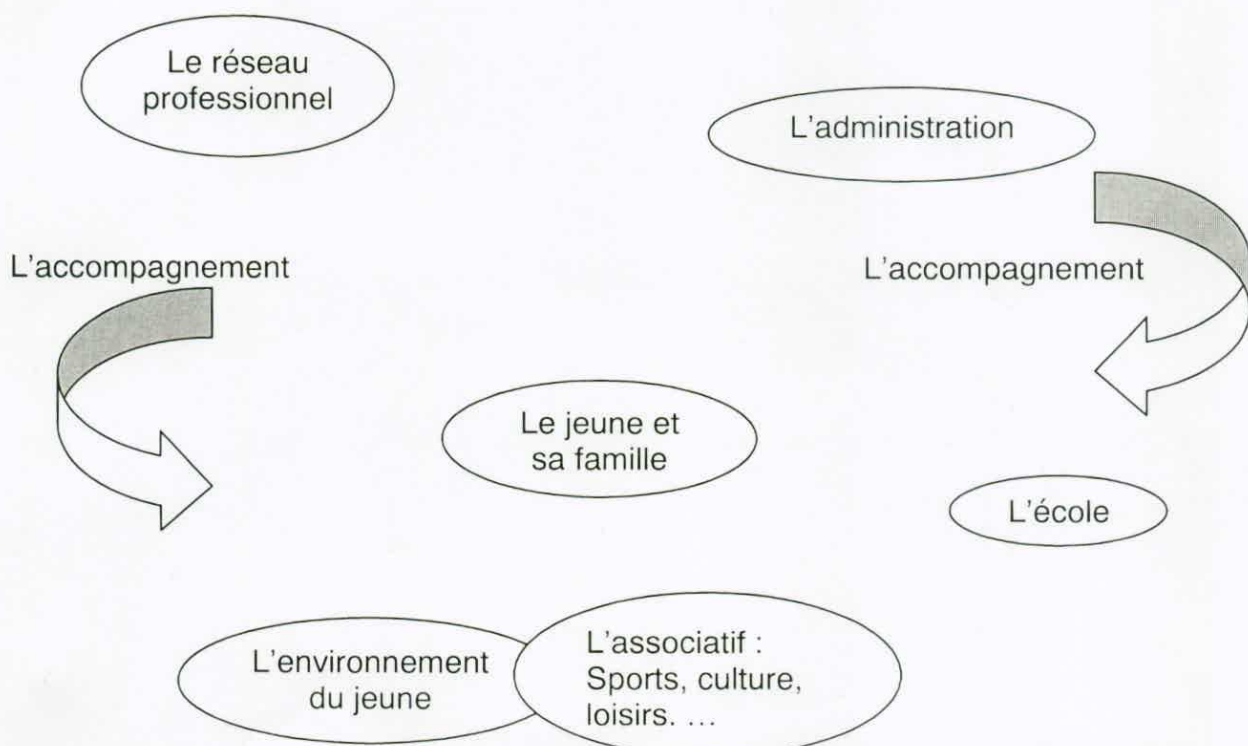 Le réseau
professionnel
L'administration
L'accompagnement
L'accompagnement
Le jeune et
sa famille
L'école
L'environnement
du jeune
L'associatif :
Sports, culture,
loisirs. ...